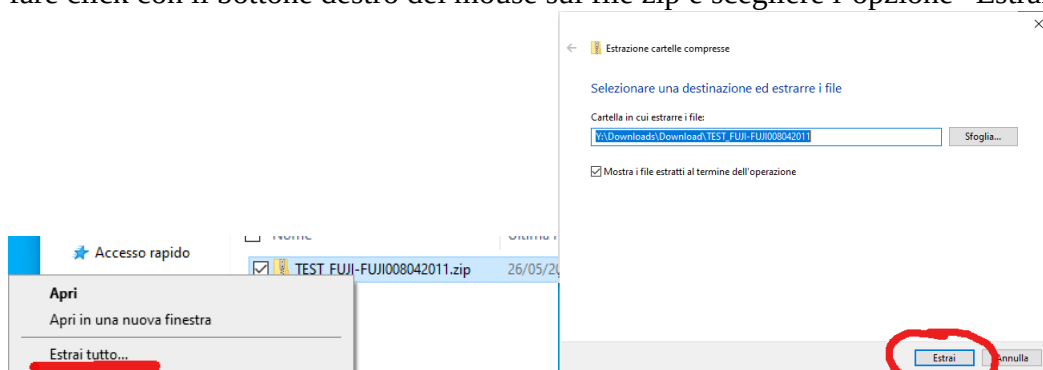 fare click con il bottone destro del mouse sul file zip e scegliere l'opzione "Estrai
Estrazione cartelle compresse
Selezionare una destinazione ed estrarre i file
Cartella in cui estrarre i file:
Y:\Downloads\Download\TEST_FUJI-FUJI008042011
Sfoglia...
Mostra i file estratti al termine dell'operazione
Estrai
Annulla
Accesso rapido
Nome
Ultima
TEST_FUJI-FUJI008042011.zip
26/05/20
Apri
Apri in una nuova finestra
Estrai tutto...